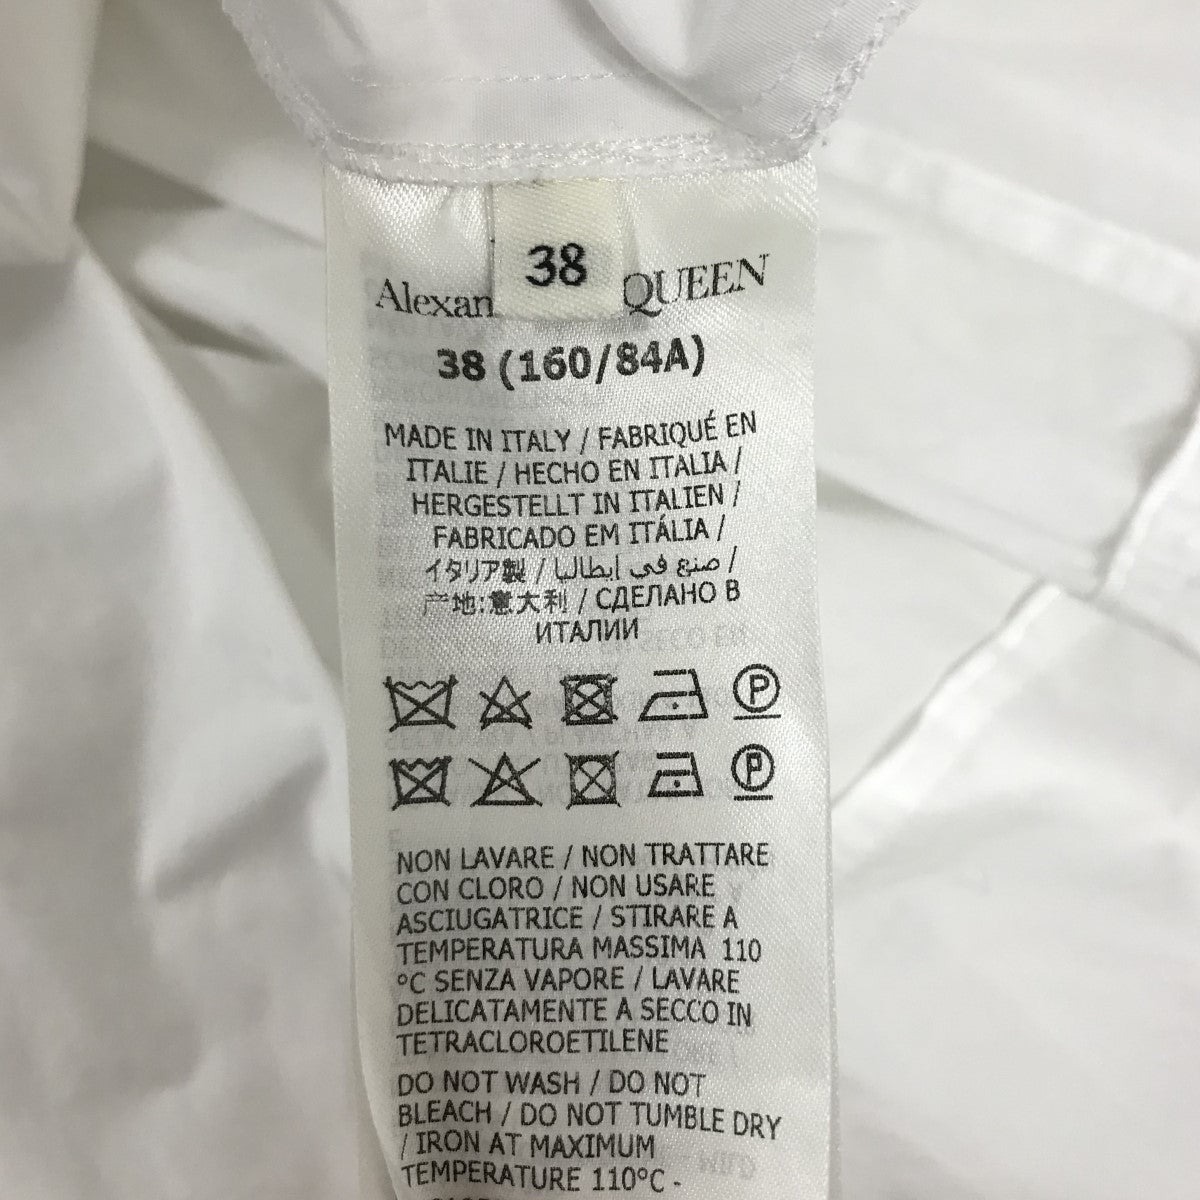 38
Alexan QUEEN
38 (160/84A)
MADE IN ITALY / FABRIQUÉ EN
ITALIE / HECHO EN ITALIA /
HERGESTELLT IN ITALIEN /
FABRICADO EM ITÁLIA /
イタリア製 / صنع في إيطاليا /
产地:意大利 / СДЕЛАНО В
ИТАЛИИ
P
P
NON LAVARE / NON TRATTARE
CON CLORO / NON USARE
ASCIUGATRICE / STIRARE A
TEMPERATURA MASSIMA 110
°C SENZA VAPORE / LAVARE
DELICATAMENTE A SECCO IN
TETRACLOROETILENE
DO NOT WASH / DO NOT
BLEACH / DO NOT TUMBLE DRY
/ IRON AT MAXIMUM
TEMPERATURE 110°C -